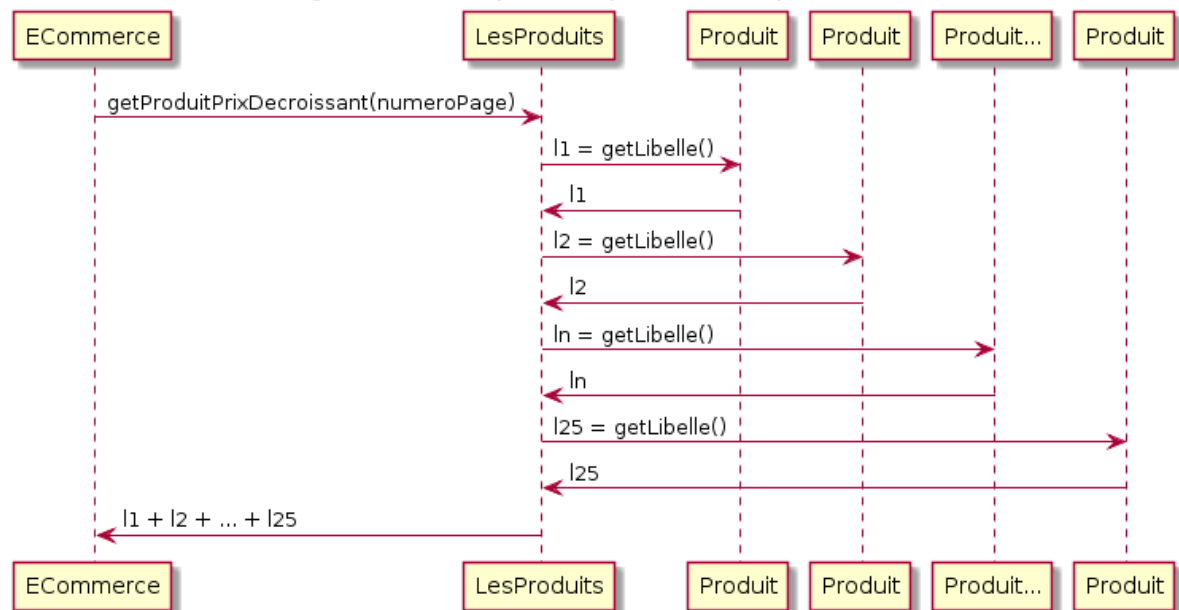 ECommerce LesProduits Produit Produit Produit... Produit
getProduitPrixDecroissant(numeroPage)
l1 = getLibelle()
l1
l2 = getLibelle()
l2
ln = getLibelle()
ln
l25 = getLibelle()
l25
l1 + l2 + ... + l25
ECommerce LesProduits Produit Produit Produit... Produit